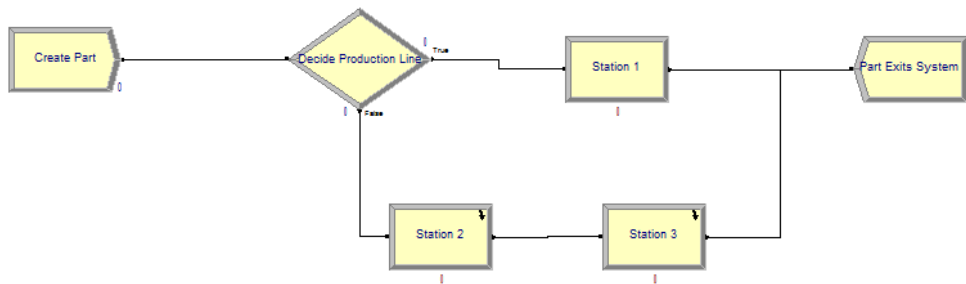 Create Part
0
Decide Production Line
0
True
0
False
Station 1
0
Part Exits System
Station 2
0
Station 3
0